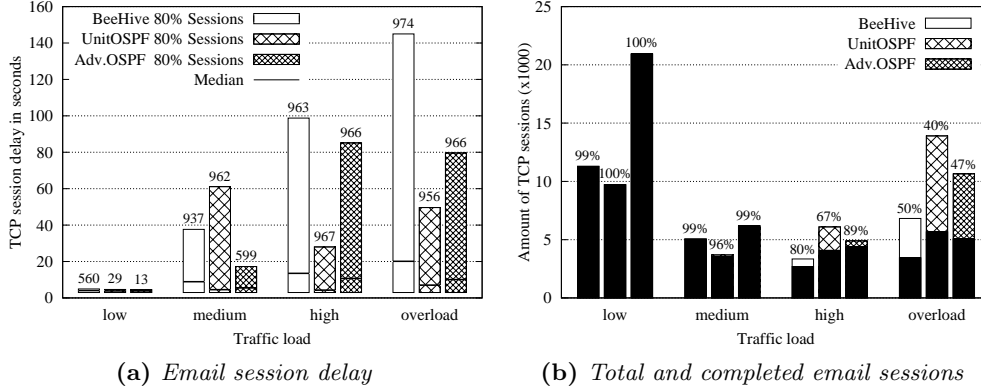 TCP session delay in seconds
160
140
120
100
80
60
40
20
0
BeeHive 80% Sessions
UnitOSPF 80% Sessions
Adv.OSPF 80% Sessions
Median
560
29
13
937
962
599
963
967
966
974
956
966
low
medium
high
overload
Traffic load
(a) Email session delay
Amount of TCP sessions (x1000)
25
20
15
10
5
0
BeeHive
UnitOSPF
Adv.OSPF
99%
100%
100%
99%
96%
99%
80%
67%
89%
50%
40%
47%
low
medium
high
overload
Traffic load
(b) Total and completed email sessions